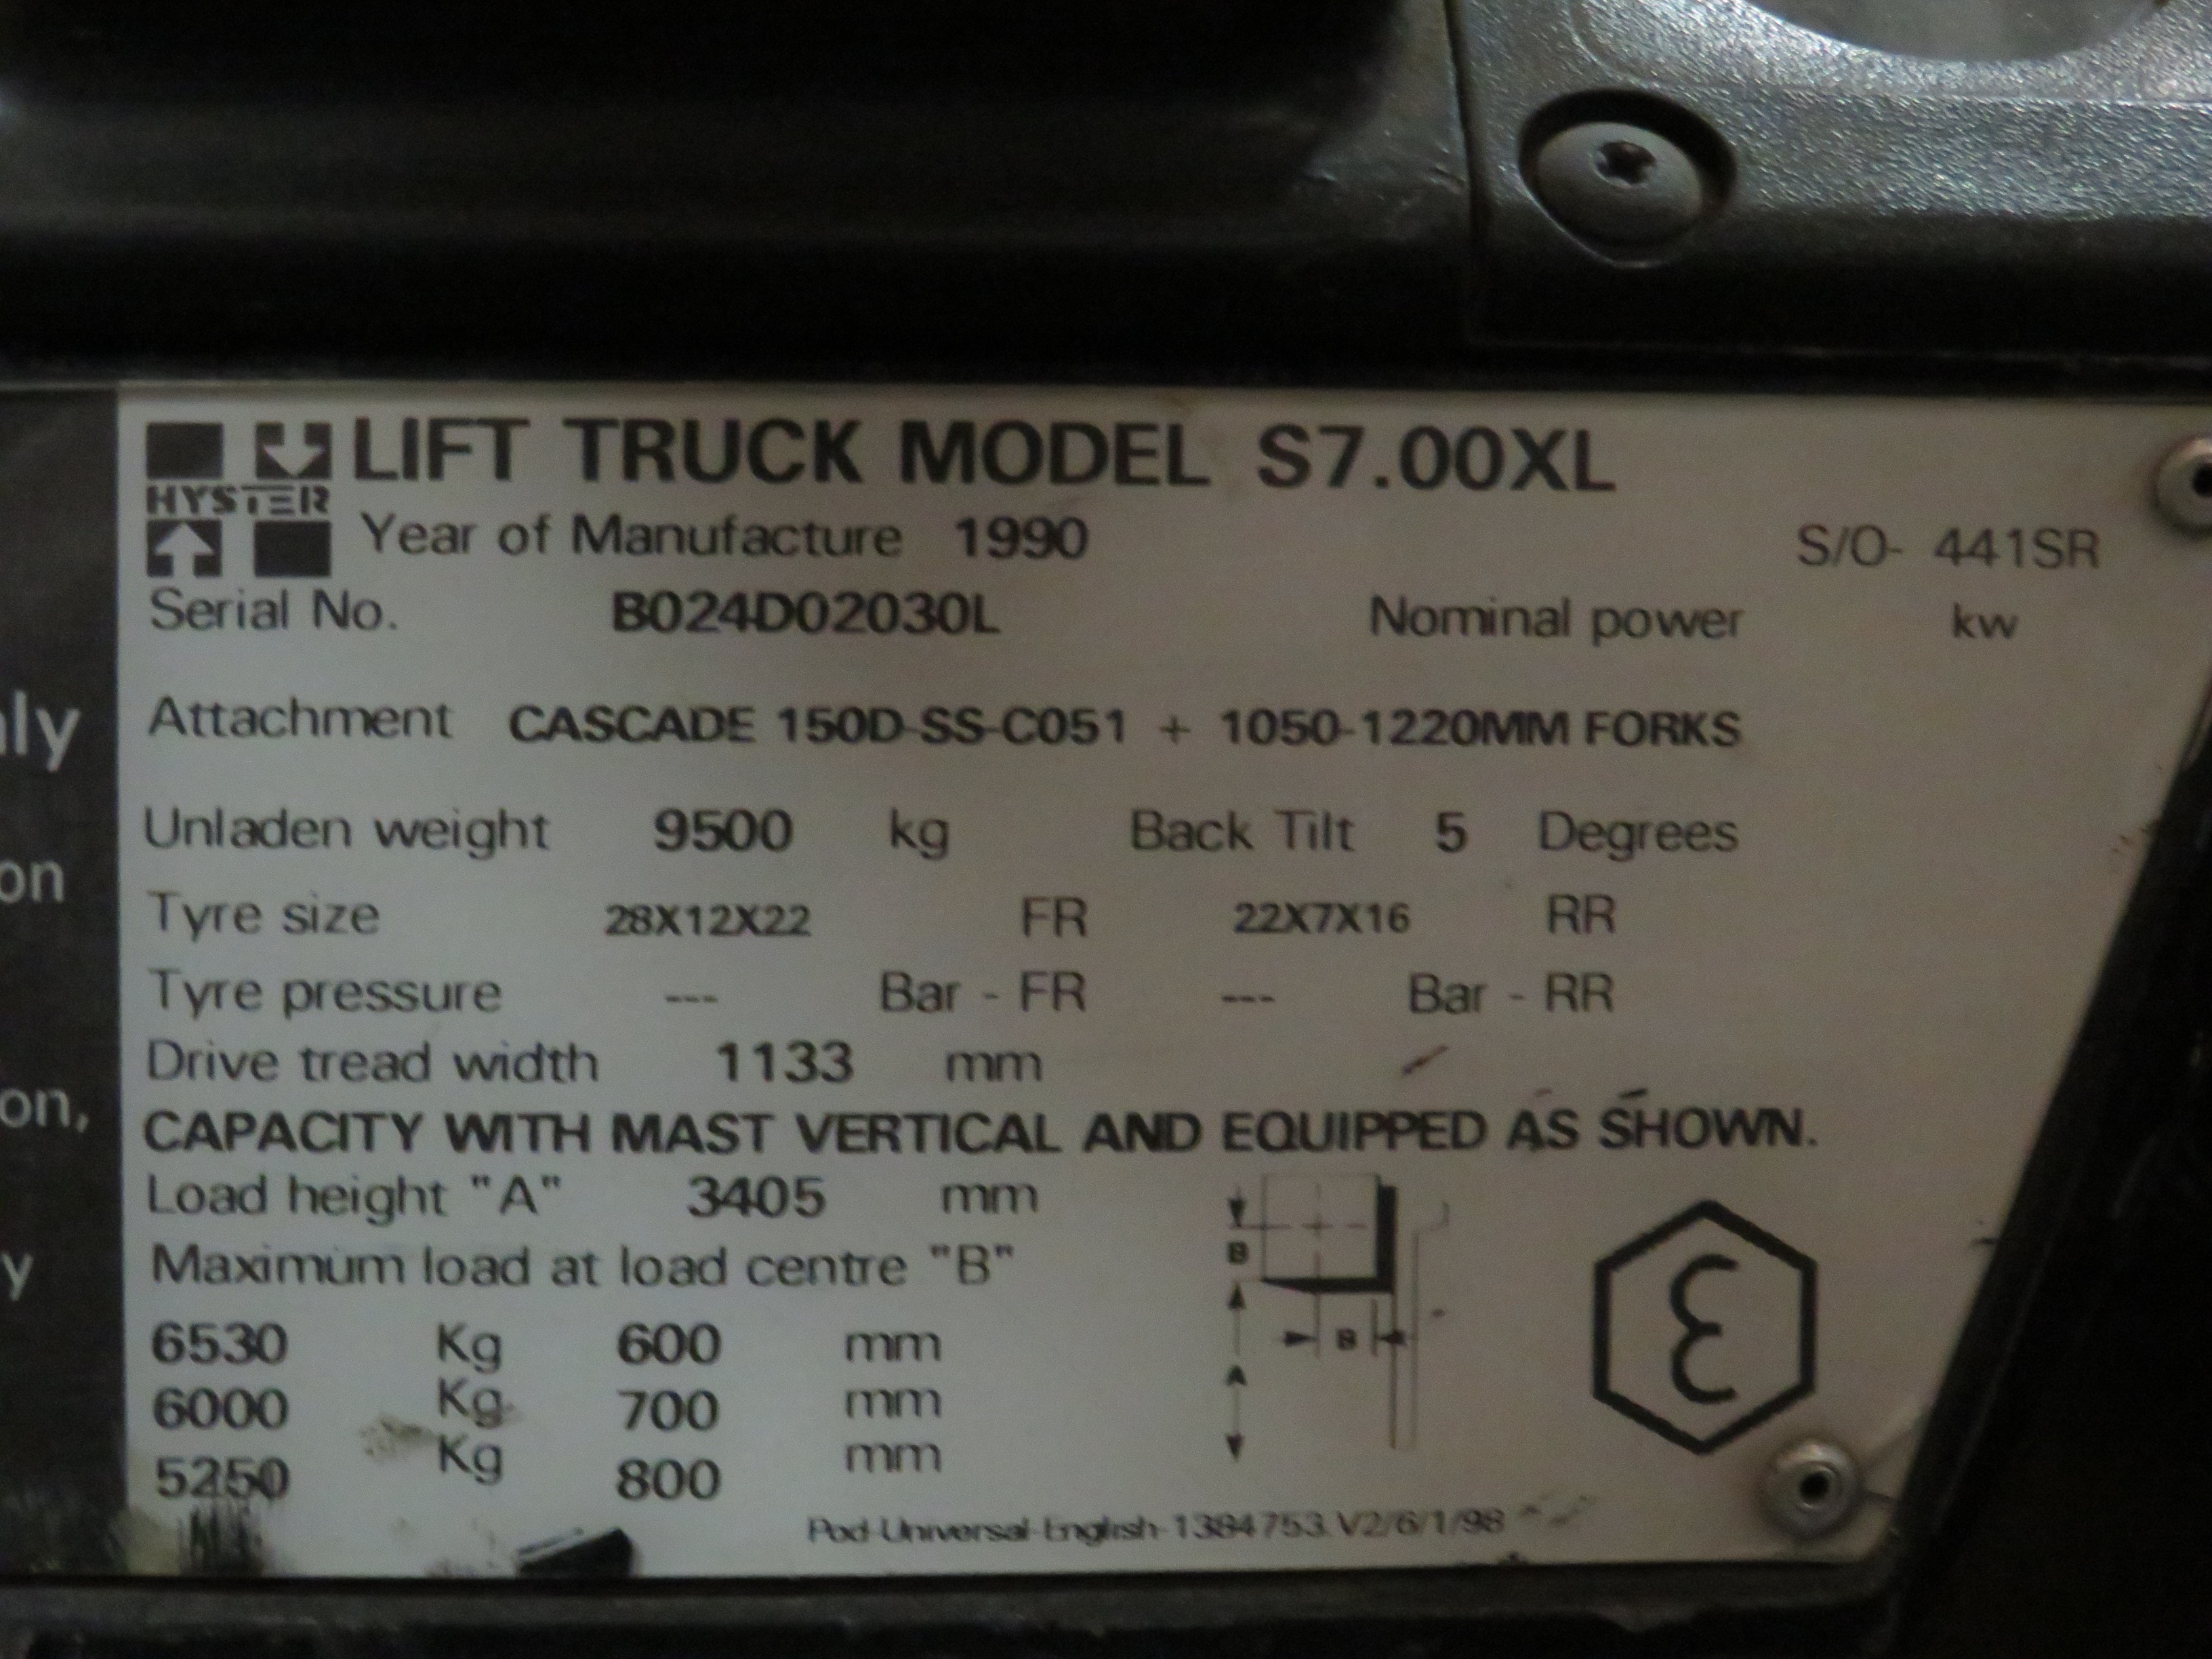 LIFT TRUCK MODEL S7.00XL
HYSTER
Year of Manufacture 1990
S/O- 441SR
Serial No. B024D02030L Nominal power kw
Attachment CASCADE 150D-SS-C051 + 1050-1220MM FORKS
Unladen weight 9500 kg Back Tilt 5 Degrees
Tyre size 28X12X22 FR 22X7X16 RR
Tyre pressure --- Bar - FR --- Bar - RR
Drive tread width 1133 mm
CAPACITY WITH MAST VERTICAL AND EQUIPPED AS SHOWN.
Load height "A" 3405 mm
Maximum load at load centre "B"
6530 Kg 600 mm
6000 Kg 700 mm
5250 Kg 800 mm
B
B
A
Pod-Universal-English-1384753.V2/6/1/98
ly
on
on,
y